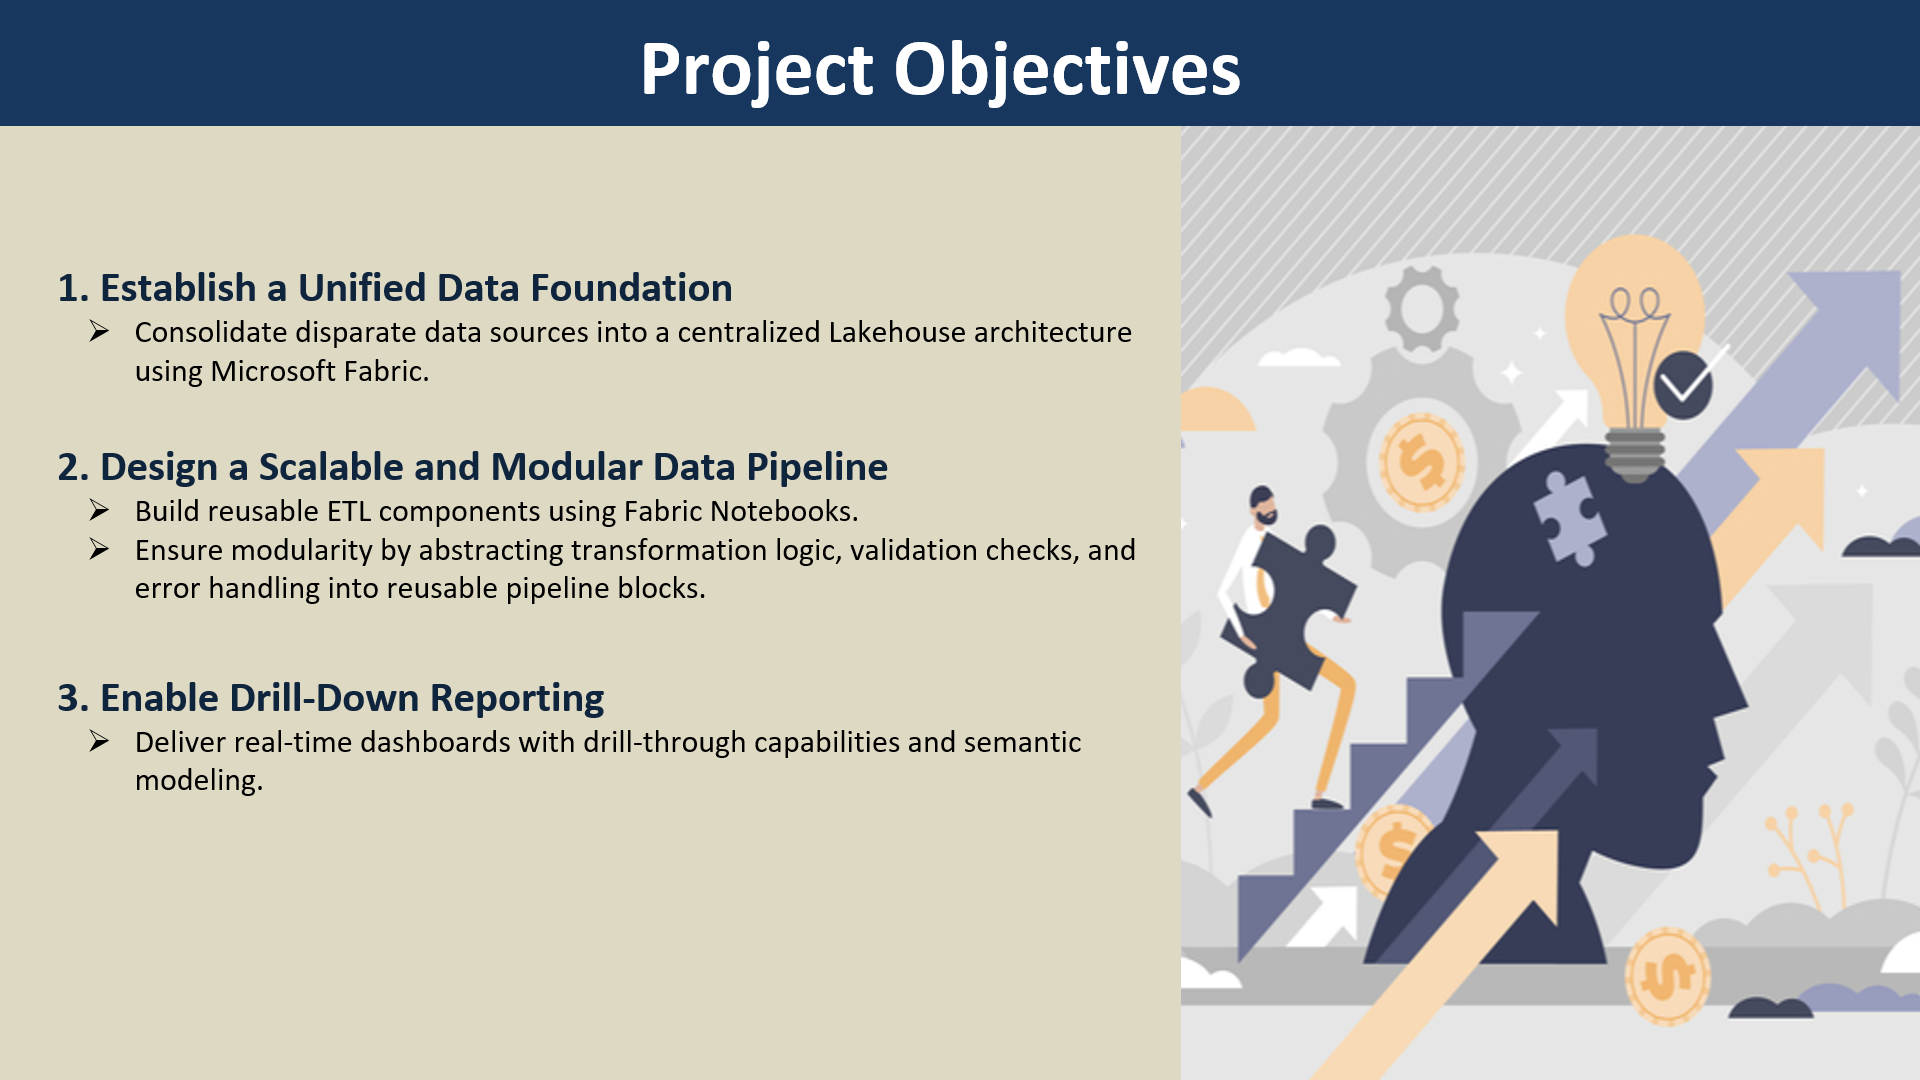 Project Objectives
1. Establish a Unified Data Foundation
➢ Consolidate disparate data sources into a centralized Lakehouse architecture
using Microsoft Fabric.
2. Design a Scalable and Modular Data Pipeline
➢ Build reusable ETL components using Fabric Notebooks.
➢ Ensure modularity by abstracting transformation logic, validation checks, and
error handling into reusable pipeline blocks.
3. Enable Drill-Down Reporting
➢ Deliver real-time dashboards with drill-through capabilities and semantic
modeling.
$
$
$